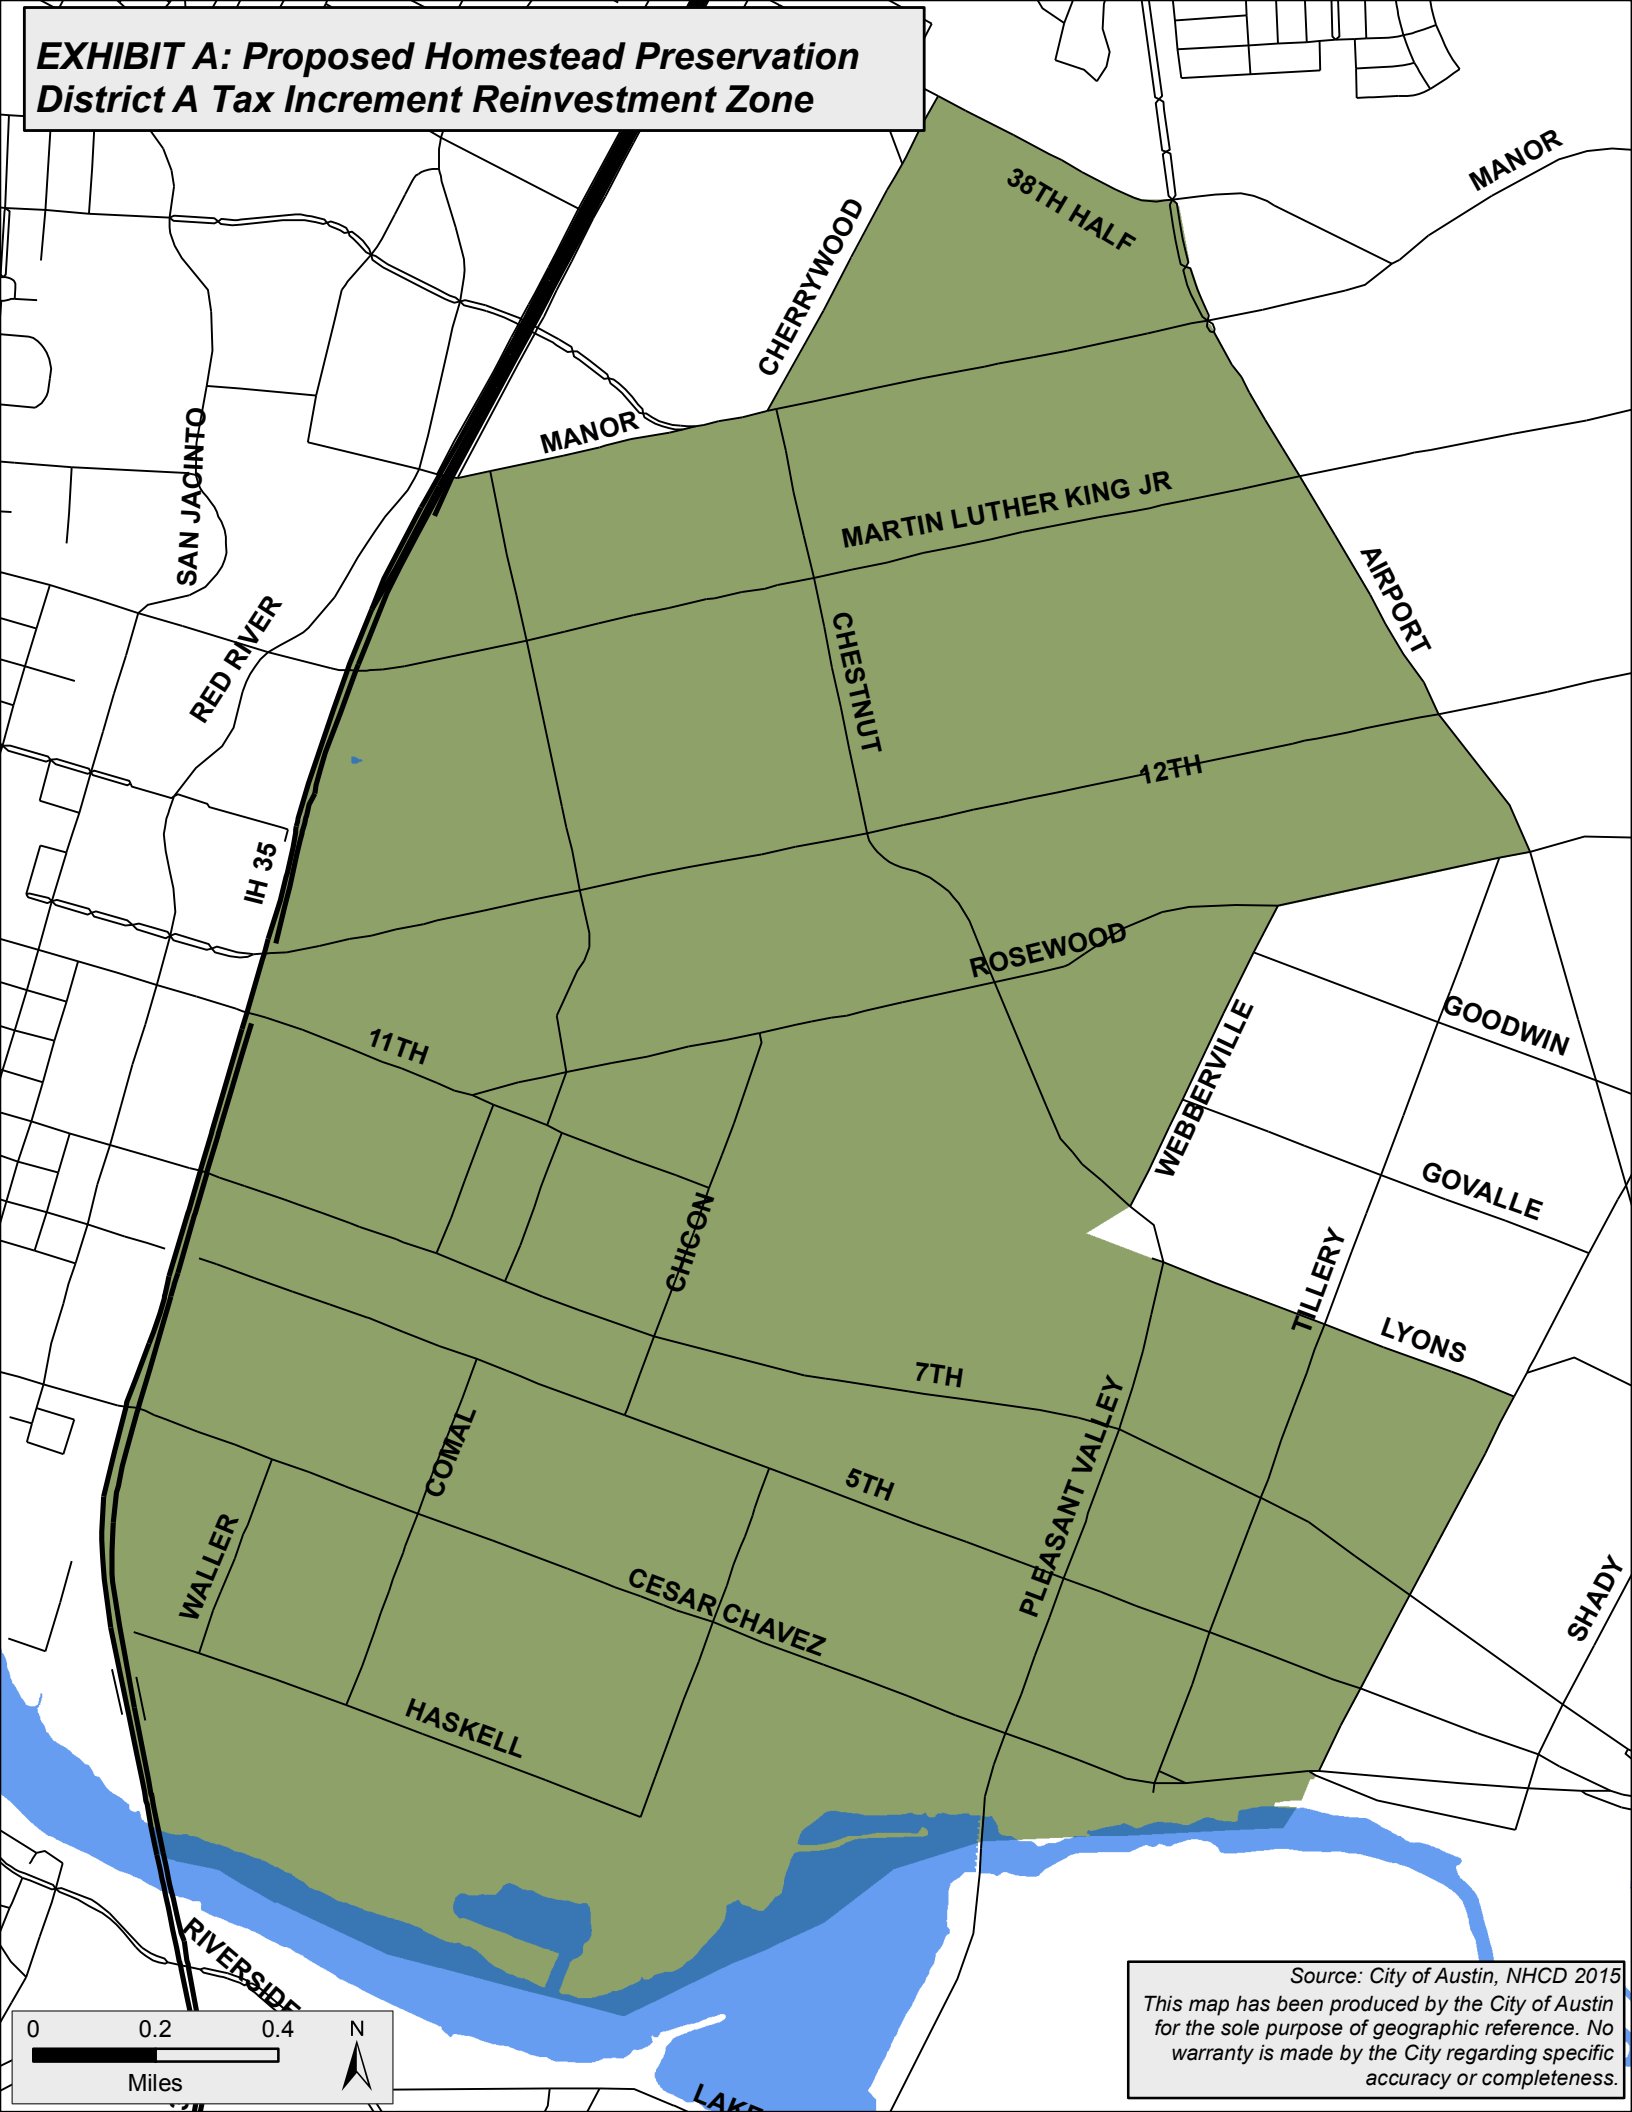 EXHIBIT A: Proposed Homestead Preservation
District A Tax Increment Reinvestment Zone
MANOR
38TH HALF
CHERRYWOOD
MANOR
SAN JACINTO
MARTIN LUTHER KING JR
AIRPORT
RED RIVER
CHESTNUT
12TH
IH 35
ROSEWOOD
11TH
WEBBERVILLE
GOODWIN
GOVALLE
CHICON
TILLERY
LYONS
7TH
PLEASANT VALLEY
COMAL
5TH
WALLER
CESAR CHAVEZ
SHADY
HASKELL
RIVERSIDE
LAKE
0 0.2 0.4
Miles
N
Source: City of Austin, NHCD 2015
This map has been produced by the City of Austin
for the sole purpose of geographic reference. No
warranty is made by the City regarding specific
accuracy or completeness.